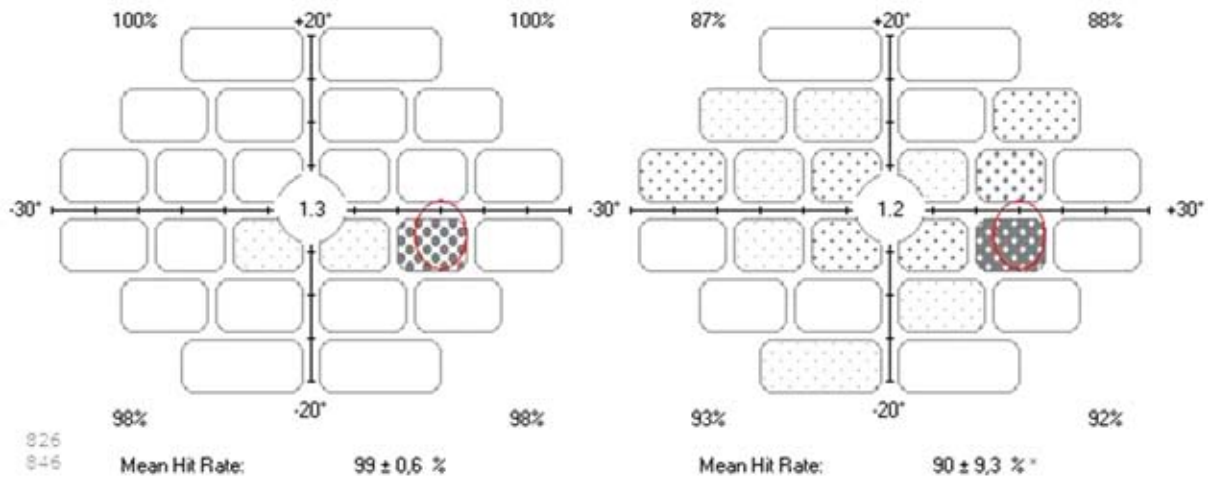 100% +20° 100% 87% +20° 88%
-30° 1.3 -30° 1.2 +30°
98% -20° 98% 93% -20° 92%
826
846 Mean Hit Rate: 99 ± 0,6 % Mean Hit Rate: 90 ± 9,3 % *